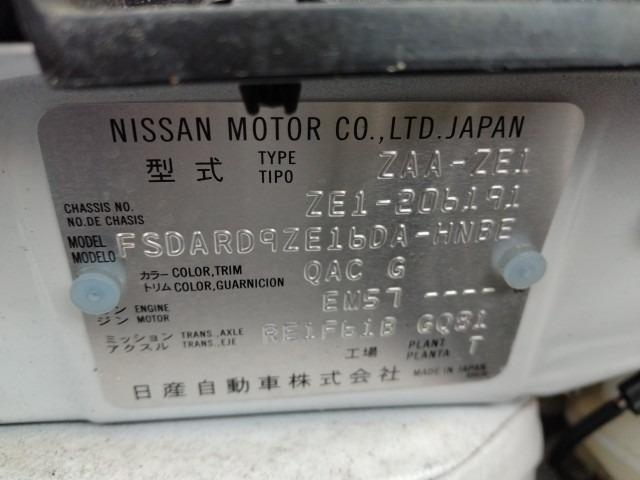 NISSAN MOTOR CO.,LTD.JAPAN
型式 TYPE TIPO ZAA-ZE1
CHASSIS NO. NO.DE CHASIS ZE1-206191
MODEL MODELO FSDARD9ZE16DA-HNBE
カラー COLOR,TRIM QAC G
トリム COLOR,GUARNICION
ン ENGINE EM57 ----
ジン MOTOR
ミッション TRANS.,AXLE RE1F61B GQ81
アクスル TRANS.,EJE
工場 PLANT PLANTA T
日産自動車株式会社 MADE IN JAPAN